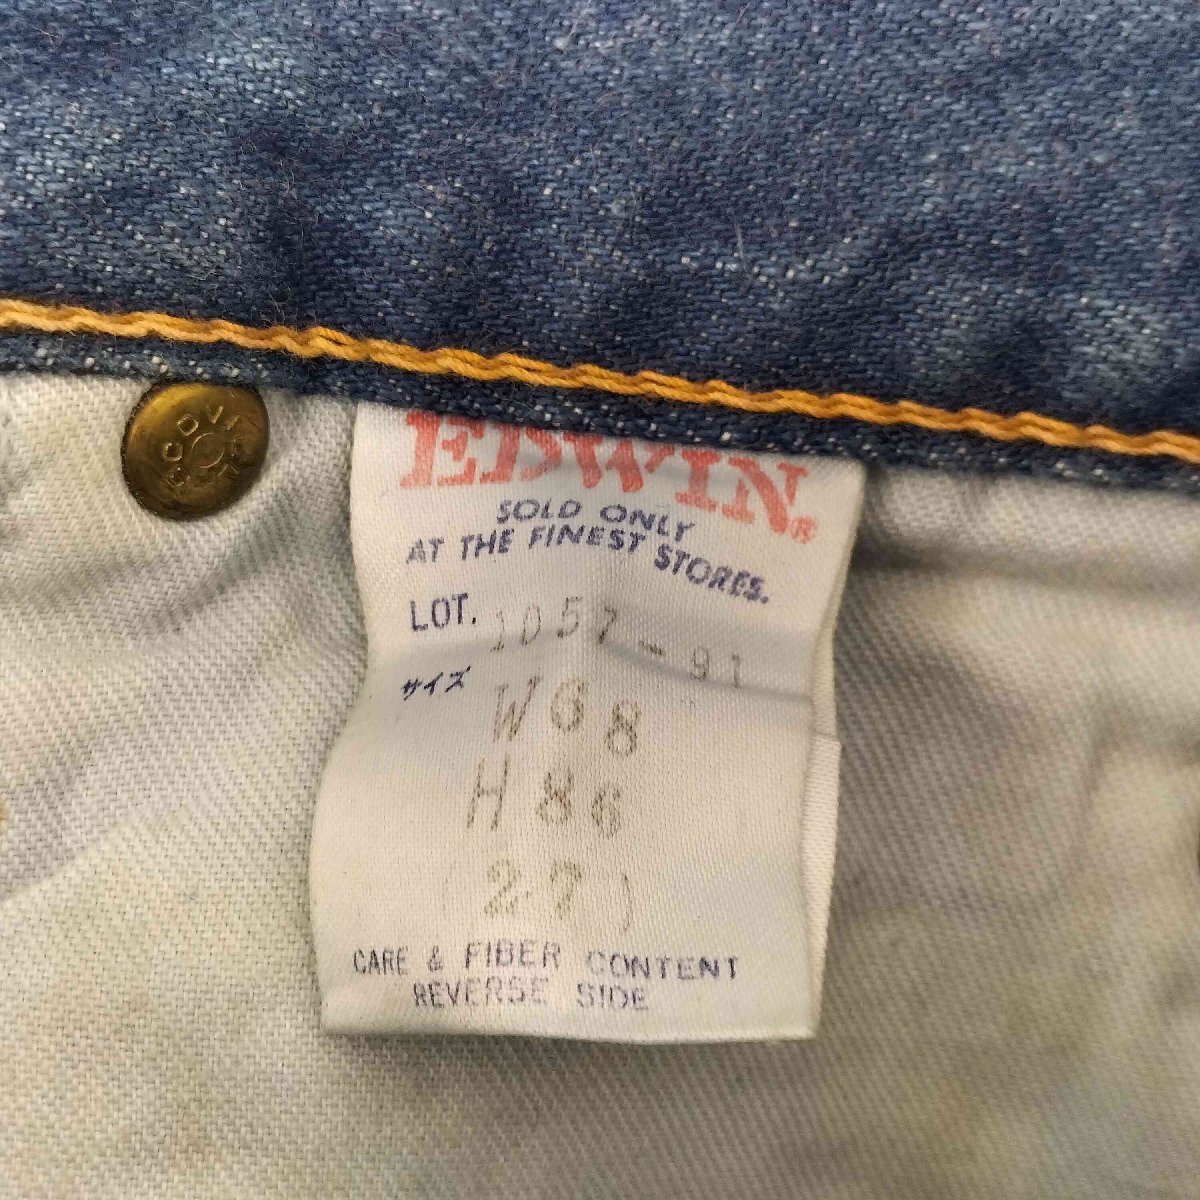 EDWIN®
SOLD ONLY
AT THE FINEST STORES.
LOT. 1057-91
サイズ W68
H86
27)
CARE & FIBER CONTENT
REVERSE SIDE